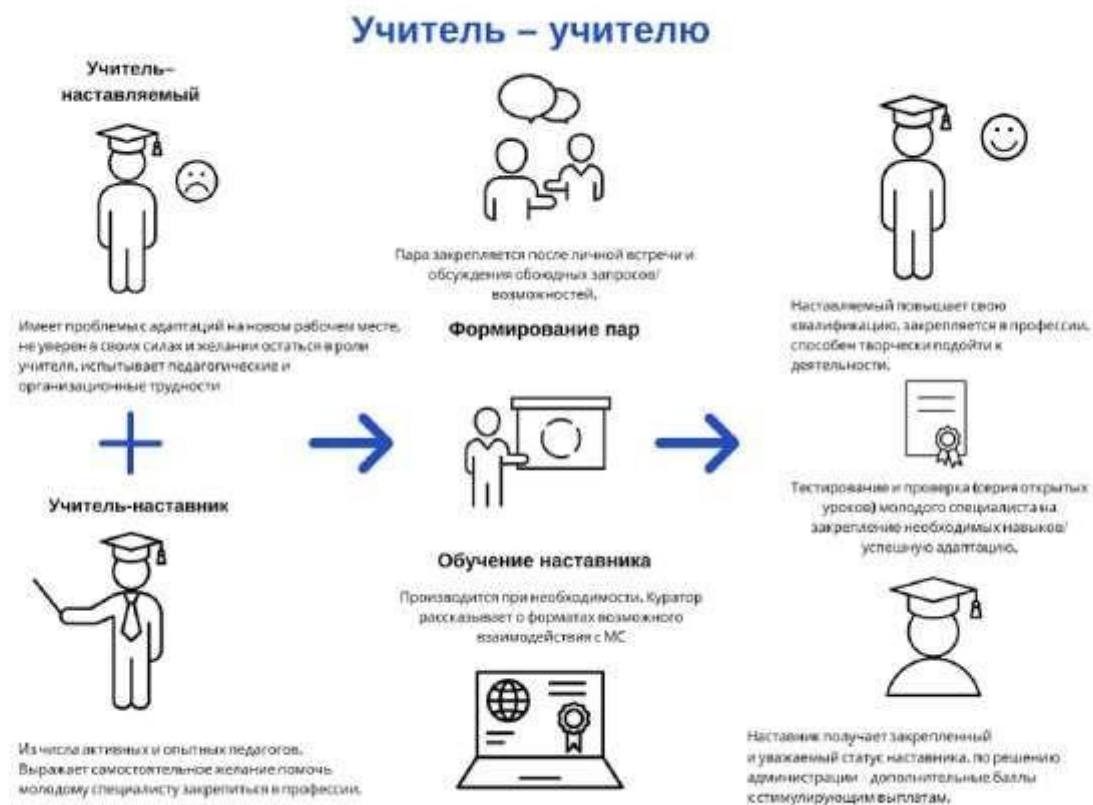 Учитель – учителю
Учитель–
наставляемый
Имеет проблемы с адаптацией на новом рабочем месте,
не уверен в своих силах и желании остаться в роли
учителя, испытывает педагогические и
организационные трудности
Учитель-наставник
Из числа активных и опытных педагогов.
Выражает самостоятельное желание помочь
молодому специалисту закрепиться в профессии.
Пара закрепляется после личной встречи и
обсуждения обоюдных запросов/
возможностей.
Формирование пар
Обучение наставника
Производится при необходимости. Куратор
рассказывает о форматах возможного
взаимодействия с МС
Наставляемый повышает свою
квалификацию, закрепляется в профессии,
способен творчески подойти к
деятельности.
Тестирование и проверка (серия открытых
уроков) молодого специалиста на
закрепление необходимых навыков/
успешную адаптацию.
Наставник получает закрепленный
и уважаемый статус наставника, по решению
администрации дополнительные баллы
к стимулирующим выплатам.